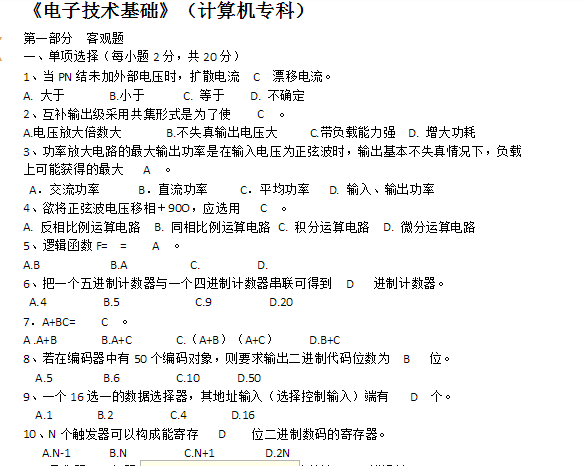 《电子技术基础》（计算机专科）
第一部分 客观题
一、单项选择（每小题 2 分，共 20 分）
1、当 PN 结未加外部电压时，扩散电流 C 漂移电流。
A. 大于 B.小于 C. 等于 D. 不确定
2、互补输出级采用共集形式是为了使 C 。
A.电压放大倍数大 B.不失真输出电压大 C.带负载能力强 D. 增大功耗
3、功率放大电路的最大输出功率是在输入电压为正弦波时，输出基本不失真情况下，负载
上可能获得的最大 A 。
A．交流功率 B．直流功率 C．平均功率 D．输入、输出功率
4、欲将正弦波电压移相＋90O，应选用 C 。
A. 反相比例运算电路 B. 同相比例运算电路 C. 积分运算电路 D. 微分运算电路
5、逻辑函数 F= = A 。
A.B B.A C. D.
6、把一个五进制计数器与一个四进制计数器串联可得到 D 进制计数器。
A.4 B.5 C.9 D.20
7．A+BC= C 。
A .A+B B.A+C C.（A+B）（A+C） D.B+C
8、若在编码器中有 50 个编码对象，则要求输出二进制代码位数为 B 位。
A.5 B.6 C.10 D.50
9、一个 16 选一的数据选择器，其地址输入（选择控制输入）端有 D 个。
A.1 B.2 C.4 D.16
10、N 个触发器可以构成能寄存 D 位二进制数码的寄存器。
A.N-1 B.N C.N+1 D.2N